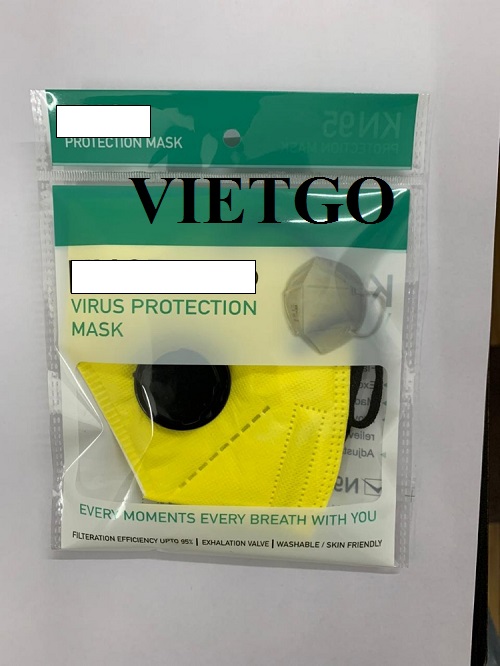 KN95
PROTECTION MASK
PROTECTION MASK
VIETGO
VIRUS PROTECTION
MASK
EVERY MOMENTS EVERY BREATH WITH YOU
FILTERATION EFFICIENCY UPTO 95% | EXHALATION VALVE | WASHABLE / SKIN FRIENDLY